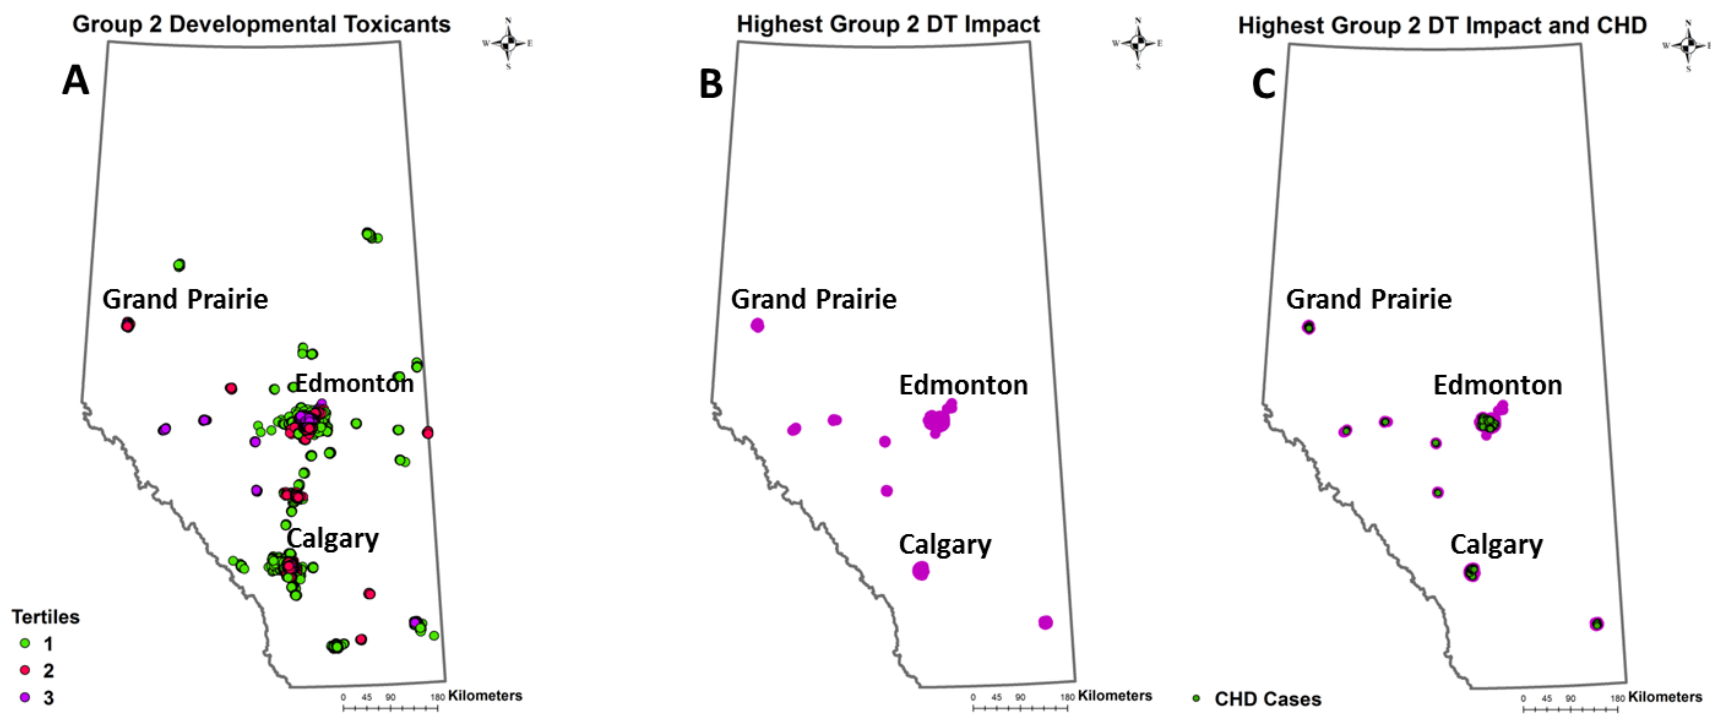 Group 2 Developmental Toxicants
N
W E
S
A
Grand Prairie
Edmonton
Calgary
Tertiles
1
2
3
0 45 90 180 Kilometers
Highest Group 2 DT Impact
N
W E
S
B
Grand Prairie
Edmonton
Calgary
0 45 90 180 Kilometers
Highest Group 2 DT Impact and CHD
N
W E
S
C
Grand Prairie
Edmonton
Calgary
CHD Cases
0 45 90 180 Kilometers